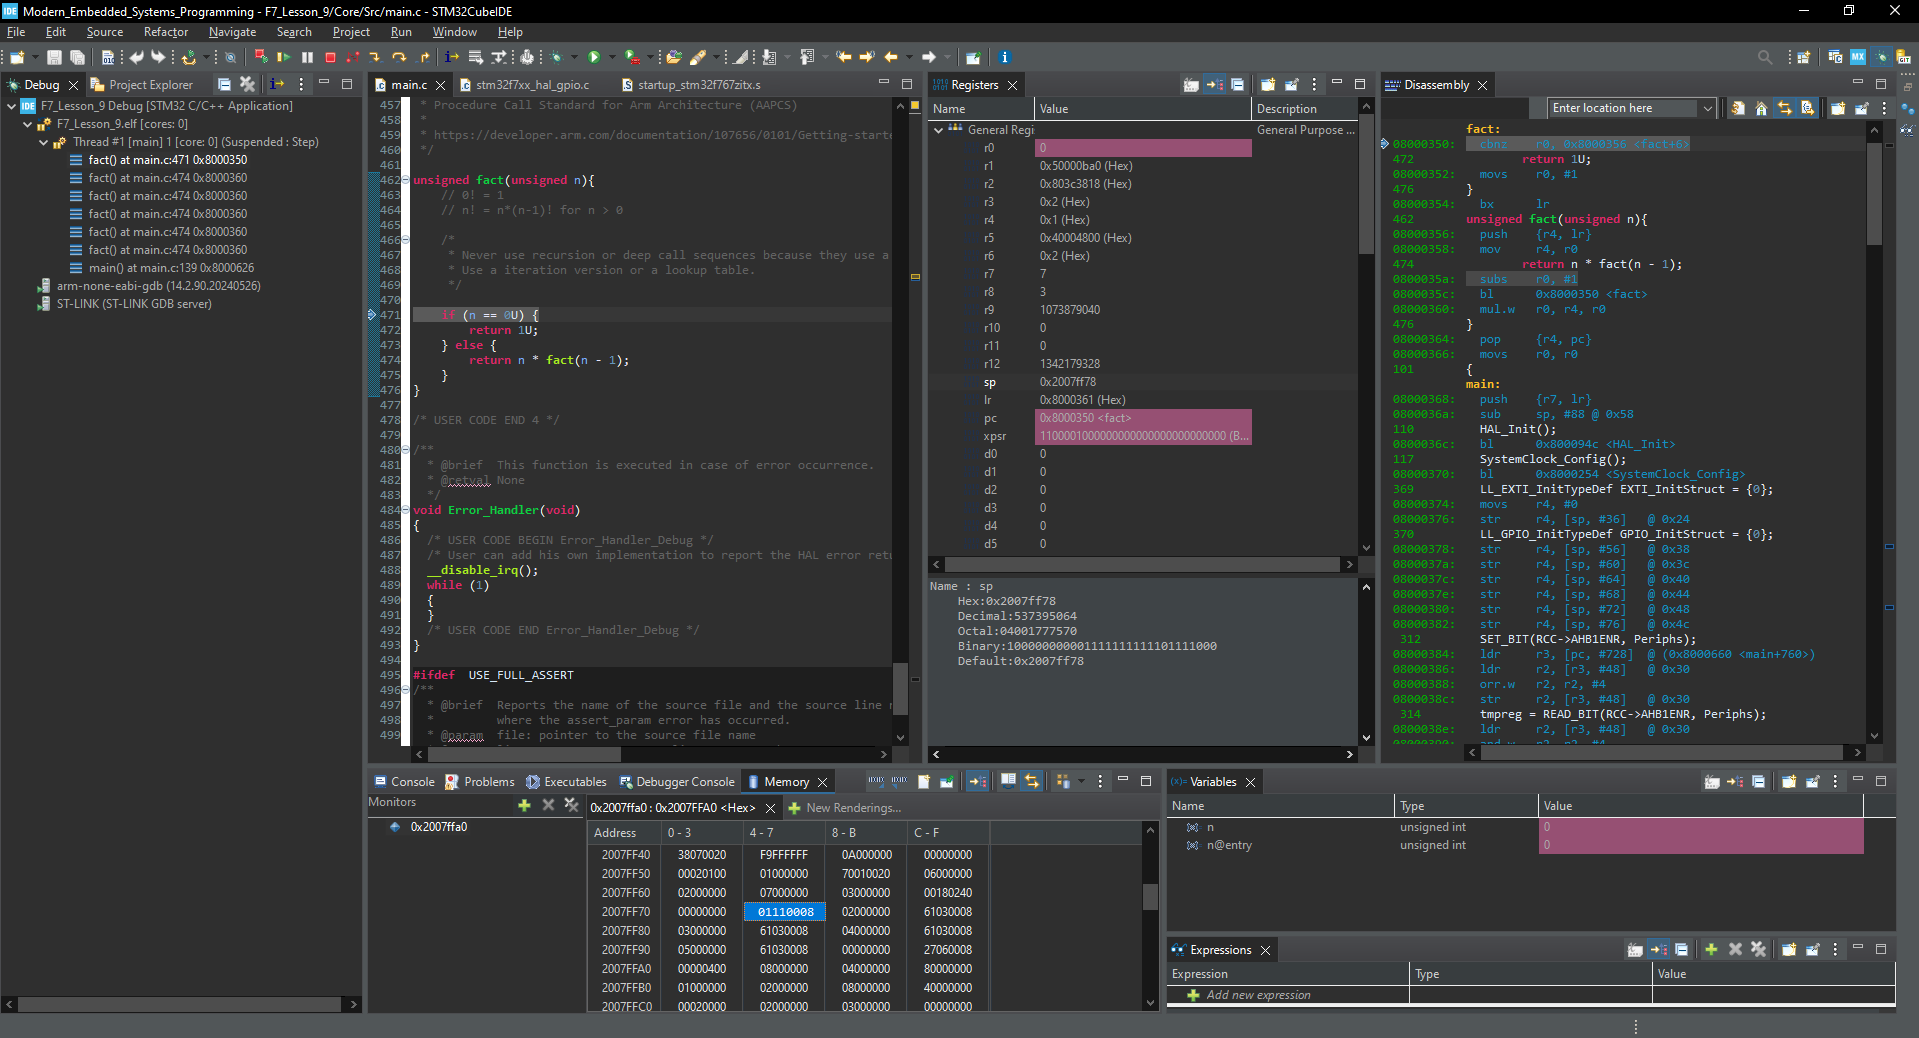 IDE Modern_Embedded_Systems_Programming - F7_Lesson_9/Core/Src/main.c - STM32CubeIDE
File Edit Source Refactor Navigate Search Project Run Window Help
Debug Project Explorer
F7_Lesson_9 Debug [STM32 C/C++ Application]
F7_Lesson_9.elf [cores: 0]
Thread #1 [main] 1 [core: 0] (Suspended : Step)
fact() at main.c:471 0x8000350
fact() at main.c:474 0x8000360
fact() at main.c:474 0x8000360
fact() at main.c:474 0x8000360
fact() at main.c:474 0x8000360
fact() at main.c:474 0x8000360
main() at main.c:139 0x8000626
arm-none-eabi-gdb (14.2.90.20240526)
ST-LINK (ST-LINK GDB server)
main.c stm32f7xx_hal_gpio.c startup_stm32f767zitx.s
457 * Procedure Call Standard for Arm Architecture (AAPCS)
458 *
459 * https://developer.arm.com/documentation/107656/0101/Getting-starte
460 */
461
462 unsigned fact(unsigned n){
463 // 0! = 1
464 // n! = n*(n-1)! for n > 0
465
466 /*
467 * Never use recursion or deep call sequences because they use a
468 * Use a iteration version or a lookup table.
469 */
470
471 if (n == 0U) {
472 return 1U;
473 } else {
474 return n * fact(n - 1);
475 }
476 }
477
478 /* USER CODE END 4 */
479
480 /**
481 * @brief This function is executed in case of error occurrence.
482 * @retval None
483 */
484 void Error_Handler(void)
485 {
486 /* USER CODE BEGIN Error_Handler_Debug */
487 /* User can add his own implementation to report the HAL error retu
488 __disable_irq();
489 while (1)
490 {
491 }
492 /* USER CODE END Error_Handler_Debug */
493 }
494
495 #ifdef USE_FULL_ASSERT
496 /**
497 * @brief Reports the name of the source file and the source line n
498 * where the assert_param error has occurred.
499 * @param file: pointer to the source file name
Registers
Name Value Description
General Regi General Purpose ...
r0 0
r1 0x50000ba0 (Hex)
r2 0x803c3818 (Hex)
r3 0x2 (Hex)
r4 0x1 (Hex)
r5 0x40004800 (Hex)
r6 0x2 (Hex)
r7 7
r8 3
r9 1073879040
r10 0
r11 0
r12 1342179328
sp 0x2007ff78
lr 0x8000361 (Hex)
pc 0x8000350 <fact>
xpsr 1100001000000000000000000000000 (B...
d0 0
d1 0
d2 0
d3 0
d4 0
d5 0
Name : sp
Hex:0x2007ff78
Decimal:537395064
Octal:04001777570
Binary:100000000001111111111101111000
Default:0x2007ff78
Disassembly
Enter location here
fact:
08000350: cbnz r0, 0x8000356 <fact+6>
472 return 1U;
08000352: movs r0, #1
476 }
08000354: bx lr
462 unsigned fact(unsigned n){
08000356: push {r4, lr}
08000358: mov r4, r0
474 return n * fact(n - 1);
0800035a: subs r0, #1
0800035c: bl 0x8000350 <fact>
08000360: mul.w r0, r4, r0
476 }
08000364: pop {r4, pc}
08000366: movs r0, r0
101 {
main:
08000368: push {r7, lr}
0800036a: sub sp, #88 @ 0x58
110 HAL_Init();
0800036c: bl 0x800094c <HAL_Init>
117 SystemClock_Config();
08000370: bl 0x8000254 <SystemClock_Config>
369 LL_EXTI_InitTypeDef EXTI_InitStruct = {0};
08000374: movs r4, #0
08000376: str r4, [sp, #36] @ 0x24
370 LL_GPIO_InitTypeDef GPIO_InitStruct = {0};
08000378: str r4, [sp, #56] @ 0x38
0800037a: str r4, [sp, #60] @ 0x3c
0800037c: str r4, [sp, #64] @ 0x40
0800037e: str r4, [sp, #68] @ 0x44
08000380: str r4, [sp, #72] @ 0x48
08000382: str r4, [sp, #76] @ 0x4c
312 SET_BIT(RCC->AHB1ENR, Periphs);
08000384: ldr r3, [pc, #728] @ (0x8000660 <main+760>)
08000386: ldr r2, [r3, #48] @ 0x30
08000388: orr.w r2, r2, #4
0800038c: str r2, [r3, #48] @ 0x30
314 tmpreg = READ_BIT(RCC->AHB1ENR, Periphs);
0800038e: ldr r2, [r3, #48] @ 0x30
08000390: and.w r2, r2, #4
Console Problems Executables Debugger Console Memory
Monitors
0x2007ffa0
0x2007ffa0 : 0x2007FFA0 <Hex> New Renderings...
Address 0 - 3 4 - 7 8 - B C - F
2007FF40 38070020 F9FFFFFF 0A000000 00000000
2007FF50 00020100 01000000 70010020 06000000
2007FF60 02000000 07000000 03000000 00180240
2007FF70 00000000 01110008 02000000 61030008
2007FF80 03000000 61030008 04000000 61030008
2007FF90 05000000 61030008 00000000 27060008
2007FFA0 00000400 08000000 04000000 80000000
2007FFB0 01000000 02000000 08000000 40000000
2007FFC0 00020000 02000000 03000000 00000000
(x)= Variables
Name Type Value
n unsigned int 0
n@entry unsigned int 0
Expressions
Expression Type Value
Add new expression